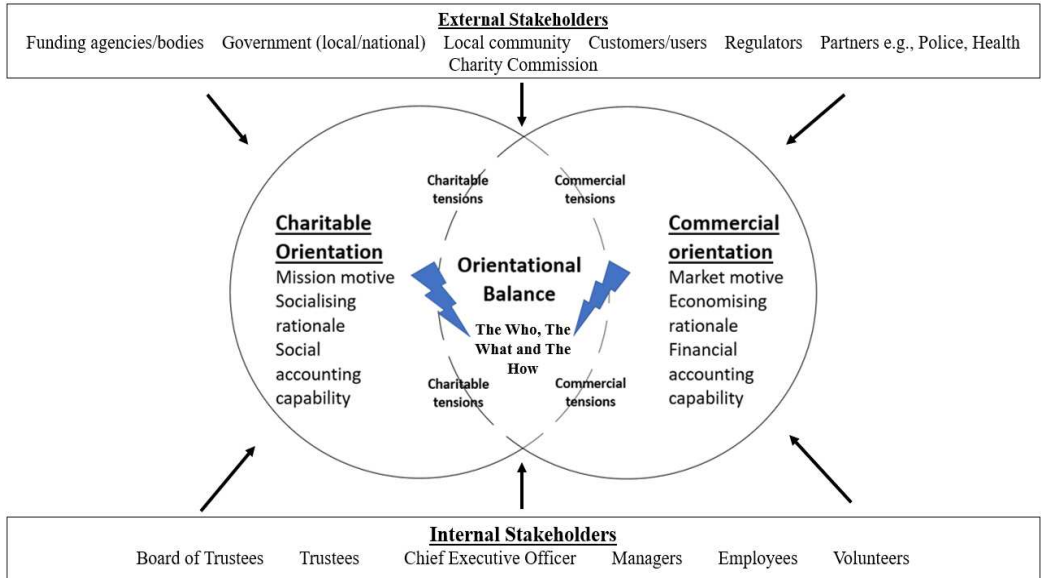 External Stakeholders
Funding agencies/bodies Government (local/national) Local community Customers/users Regulators Partners e.g., Police, Health
Charity Commission
Charitable
tensions
Commercial
tensions
Charitable
Orientation
Mission motive
Socialising
rationale
Social
accounting
capability
Orientational
Balance
The Who, The
What and The
How
Commercial
orientation
Market motive
Economising
rationale
Financial
accounting
capability
Charitable
tensions
Commercial
tensions
Internal Stakeholders
Board of Trustees Trustees Chief Executive Officer Managers Employees Volunteers